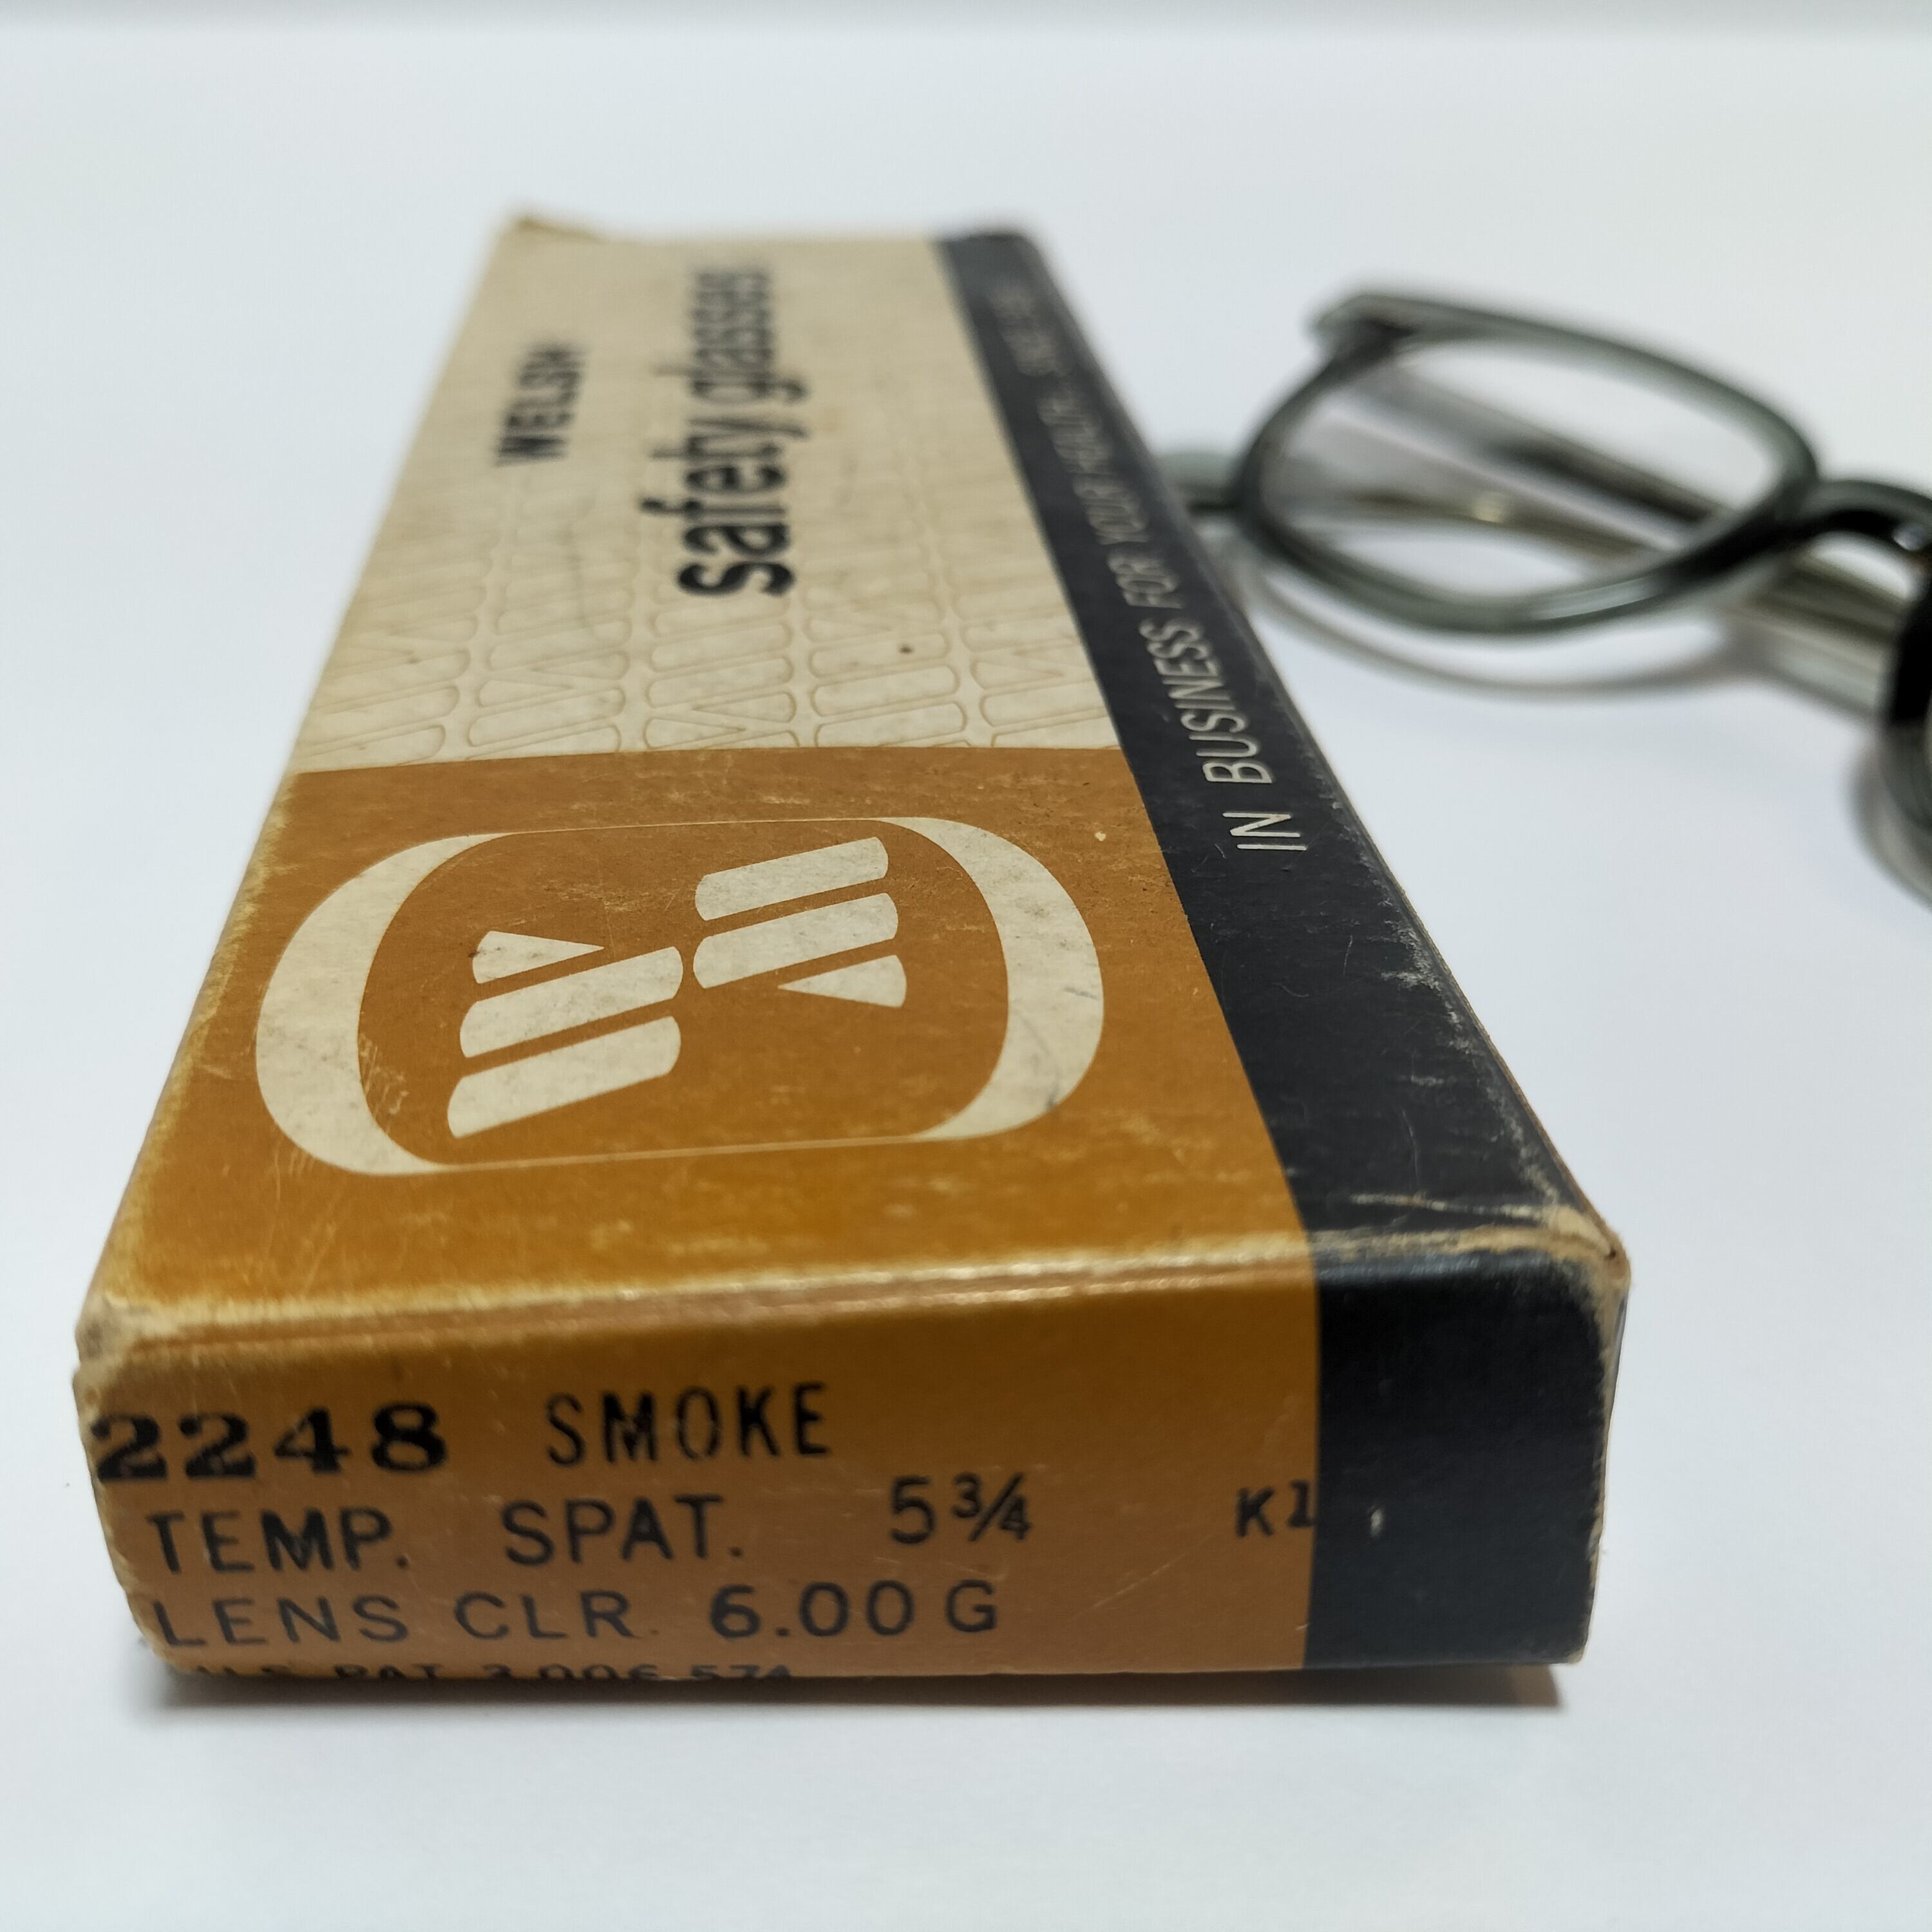 WELSH
safety glasses
IN BUSINESS FOR YOUR HEALTH.
2248 SMOKE
TEMP. SPAT. 5¾ K1
LENS CLR. 6.00 G
PAT